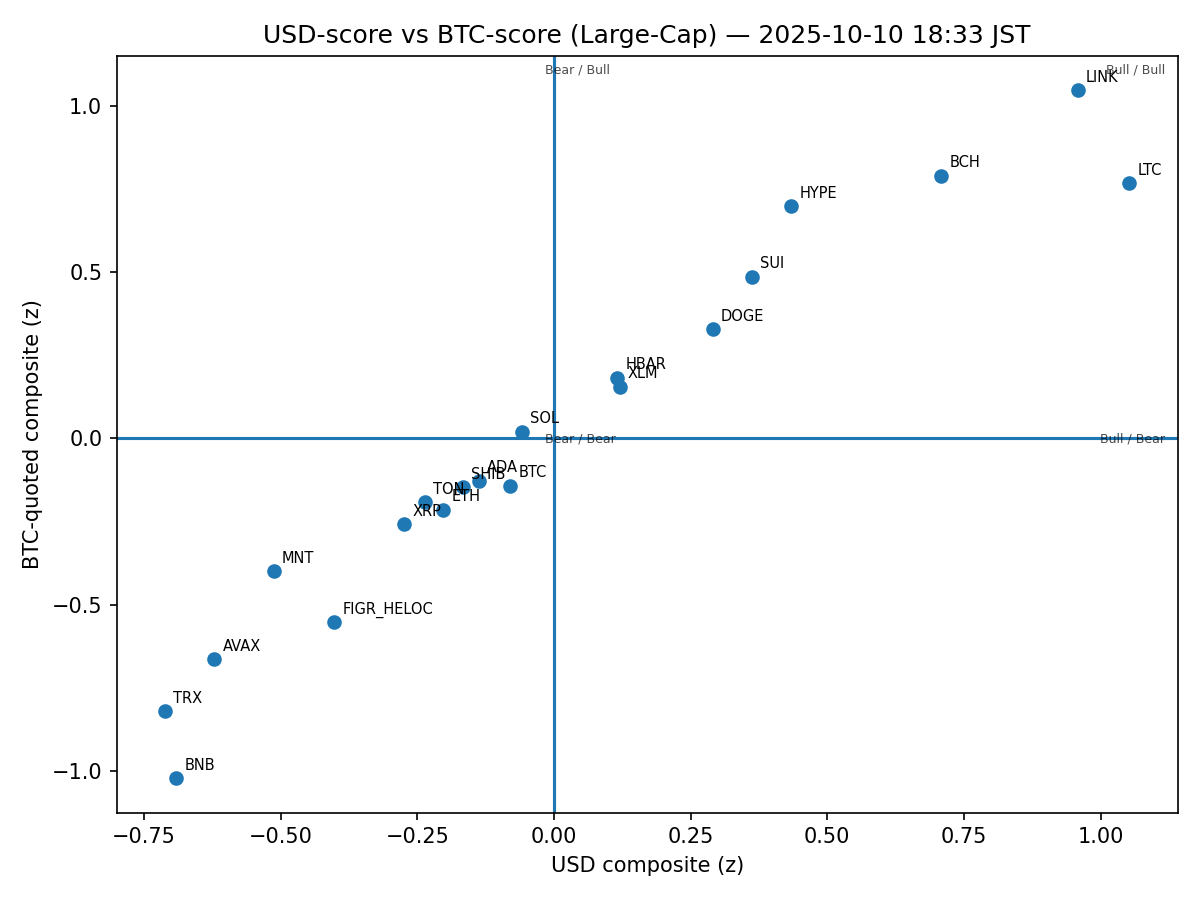 USD-score vs BTC-score (Large-Cap) — 2025-10-10 18:33 JST
Bear / Bull
Bull / Bull
LINK
BCH
LTC
HYPE
SUI
DOGE
HBAR
XLM
SOL
Bear / Bear
Bull / Bear
ADA
BTC
SHIB
TON
ETH
XRP
MNT
FIGR_HELOC
AVAX
TRX
BNB
1.0
0.5
0.0
−0.5
−1.0
BTC-quoted composite (z)
−0.75 −0.50 −0.25 0.00 0.25 0.50 0.75 1.00
USD composite (z)